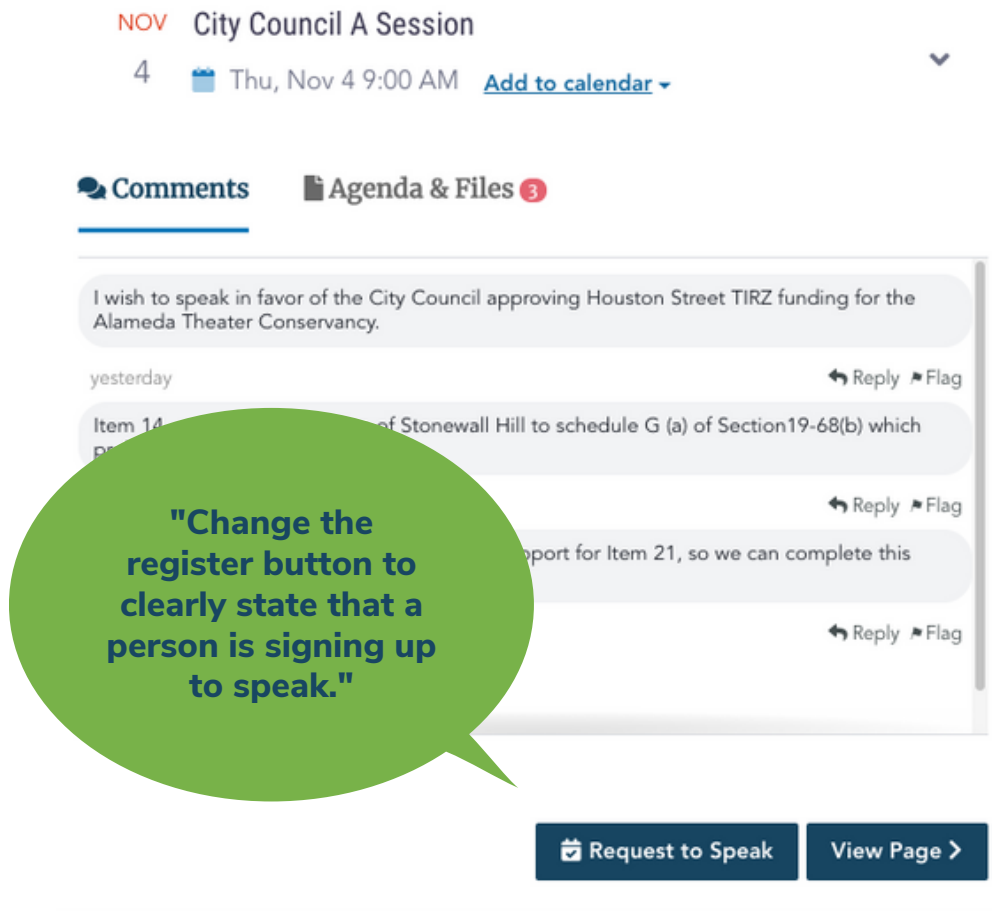 NOV City Council A Session
4 Thu, Nov 4 9:00 AM Add to calendar
Comments Agenda & Files 3
I wish to speak in favor of the City Council approving Houston Street TIRZ funding for the
Alameda Theater Conservancy.
yesterday Reply Flag
Item 14 of Stonewall Hill to schedule G (a) of Section19-68(b) which
Reply Flag
for Item 21, so we can complete this
Reply Flag
"Change the
register button to
clearly state that a
person is signing up
to speak."
Request to Speak View Page